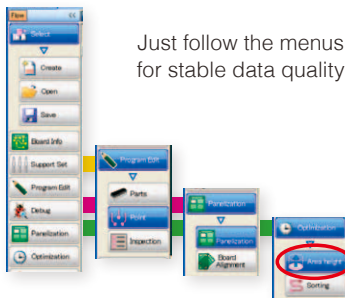 Flow <<
Select
Create
Open
Save
Board Info
Support Set
Program Edit
Debug
Panelization
Optimization
Just follow the menus
for stable data quality
Program Edit
Parts
Point
Inspection
Panelization
Panelization
Board
Alignment
Optimization
Area height
Sorting